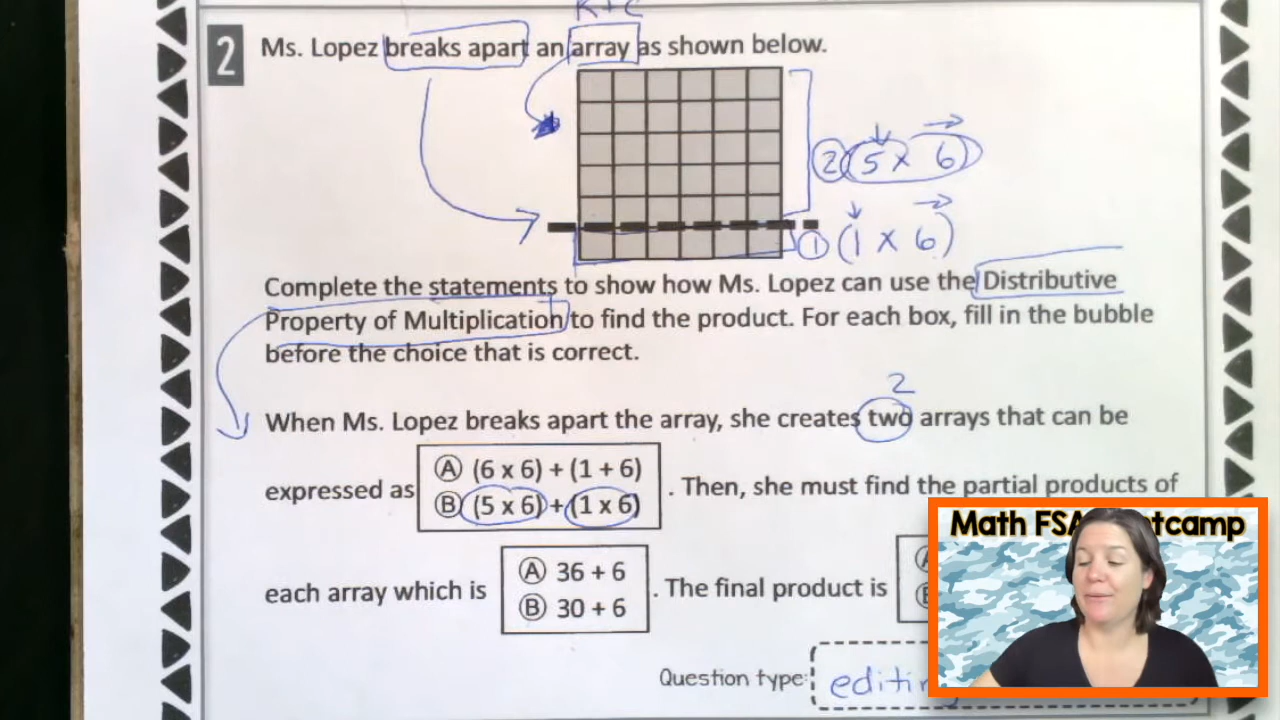 R+C
2 Ms. Lopez breaks apart an array as shown below.
② (5 x 6)
① (1 x 6)
Complete the statements to show how Ms. Lopez can use the Distributive
Property of Multiplication to find the product. For each box, fill in the bubble
before the choice that is correct.
2
When Ms. Lopez breaks apart the array, she creates two arrays that can be
Ⓐ (6 x 6) + (1 + 6)
expressed as
Ⓑ (5 x 6) + (1 x 6)
. Then, she must find the partial products of
Ⓐ 36 + 6
each array which is
Ⓑ 30 + 6
. The final product is
Math
Question type: